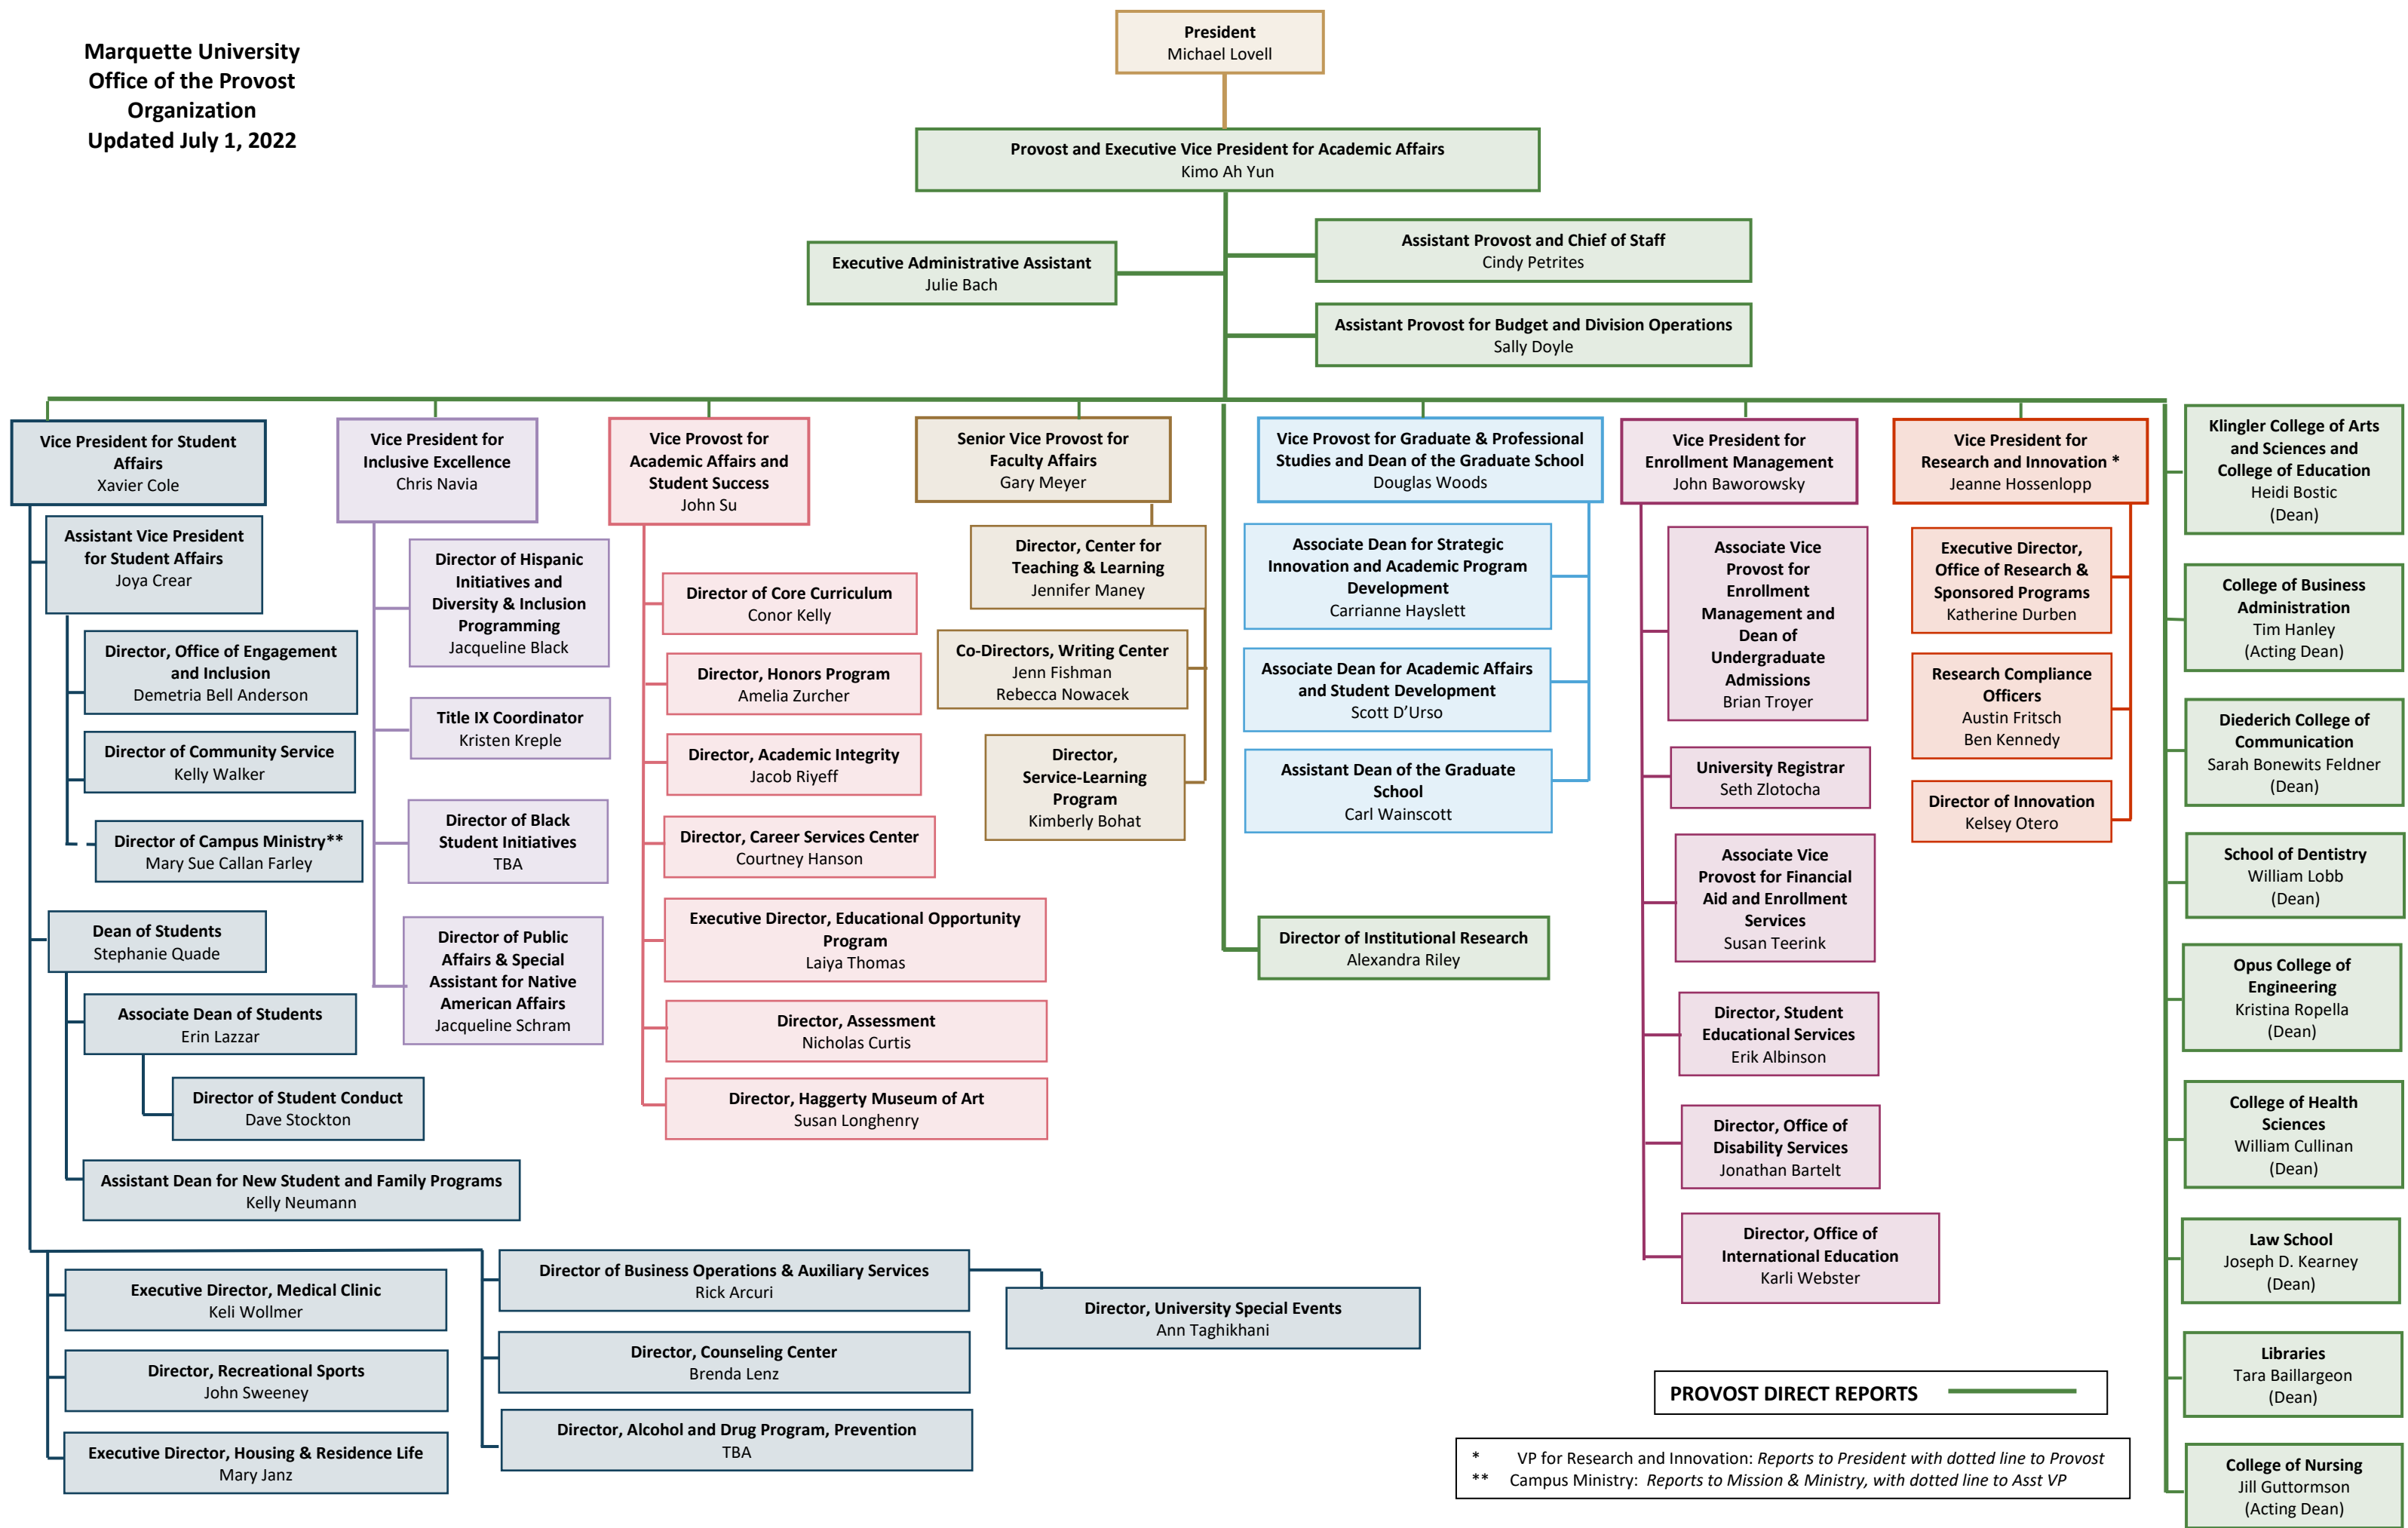 Marquette University
Office of the Provost
Organization
Updated July 1, 2022
President
Michael Lovell
Provost and Executive Vice President for Academic Affairs
Kimo Ah Yun
Executive Administrative Assistant
Julie Bach
Assistant Provost and Chief of Staff
Cindy Petrites
Assistant Provost for Budget and Division Operations
Sally Doyle
Vice President for Student
Affairs
Xavier Cole
Assistant Vice President
for Student Affairs
Joya Crear
Director, Office of Engagement
and Inclusion
Demetria Bell Anderson
Director of Community Service
Kelly Walker
Director of Campus Ministry**
Mary Sue Callan Farley
Dean of Students
Stephanie Quade
Associate Dean of Students
Erin Lazzar
Director of Student Conduct
Dave Stockton
Assistant Dean for New Student and Family Programs
Kelly Neumann
Executive Director, Medical Clinic
Keli Wollmer
Director, Recreational Sports
John Sweeney
Executive Director, Housing & Residence Life
Mary Janz
Director of Business Operations & Auxiliary Services
Rick Arcuri
Director, University Special Events
Ann Taghikhani
Director, Counseling Center
Brenda Lenz
Director, Alcohol and Drug Program, Prevention
TBA
Vice President for
Inclusive Excellence
Chris Navia
Director of Hispanic
Initiatives and
Diversity & Inclusion
Programming
Jacqueline Black
Title IX Coordinator
Kristen Kreple
Director of Black
Student Initiatives
TBA
Director of Public
Affairs & Special
Assistant for Native
American Affairs
Jacqueline Schram
Vice Provost for
Academic Affairs and
Student Success
John Su
Director of Core Curriculum
Conor Kelly
Director, Honors Program
Amelia Zurcher
Director, Academic Integrity
Jacob Riyeff
Director, Career Services Center
Courtney Hanson
Executive Director, Educational Opportunity
Program
Laiya Thomas
Director, Assessment
Nicholas Curtis
Director, Haggerty Museum of Art
Susan Longhenry
Senior Vice Provost for
Faculty Affairs
Gary Meyer
Director, Center for
Teaching & Learning
Jennifer Maney
Co-Directors, Writing Center
Jenn Fishman
Rebecca Nowacek
Director,
Service-Learning
Program
Kimberly Bohat
Vice Provost for Graduate & Professional
Studies and Dean of the Graduate School
Douglas Woods
Associate Dean for Strategic
Innovation and Academic Program
Development
Carrianne Hayslett
Associate Dean for Academic Affairs
and Student Development
Scott D’Urso
Assistant Dean of the Graduate
School
Carl Wainscott
Director of Institutional Research
Alexandra Riley
Vice President for
Enrollment Management
John Baworowsky
Associate Vice
Provost for
Enrollment
Management and
Dean of
Undergraduate
Admissions
Brian Troyer
University Registrar
Seth Zlotocha
Associate Vice
Provost for Financial
Aid and Enrollment
Services
Susan Teerink
Director, Student
Educational Services
Erik Albinson
Director, Office of
Disability Services
Jonathan Bartelt
Director, Office of
International Education
Karli Webster
Vice President for
Research and Innovation *
Jeanne Hossenlopp
Executive Director,
Office of Research &
Sponsored Programs
Katherine Durben
Research Compliance
Officers
Austin Fritsch
Ben Kennedy
Director of Innovation
Kelsey Otero
Klingler College of Arts
and Sciences and
College of Education
Heidi Bostic
(Dean)
College of Business
Administration
Tim Hanley
(Acting Dean)
Diederich College of
Communication
Sarah Bonewits Feldner
(Dean)
School of Dentistry
William Lobb
(Dean)
Opus College of
Engineering
Kristina Ropella
(Dean)
College of Health
Sciences
William Cullinan
(Dean)
Law School
Joseph D. Kearney
(Dean)
Libraries
Tara Baillargeon
(Dean)
College of Nursing
Jill Guttormson
(Acting Dean)
PROVOST DIRECT REPORTS
* VP for Research and Innovation: Reports to President with dotted line to Provost
** Campus Ministry: Reports to Mission & Ministry, with dotted line to Asst VP